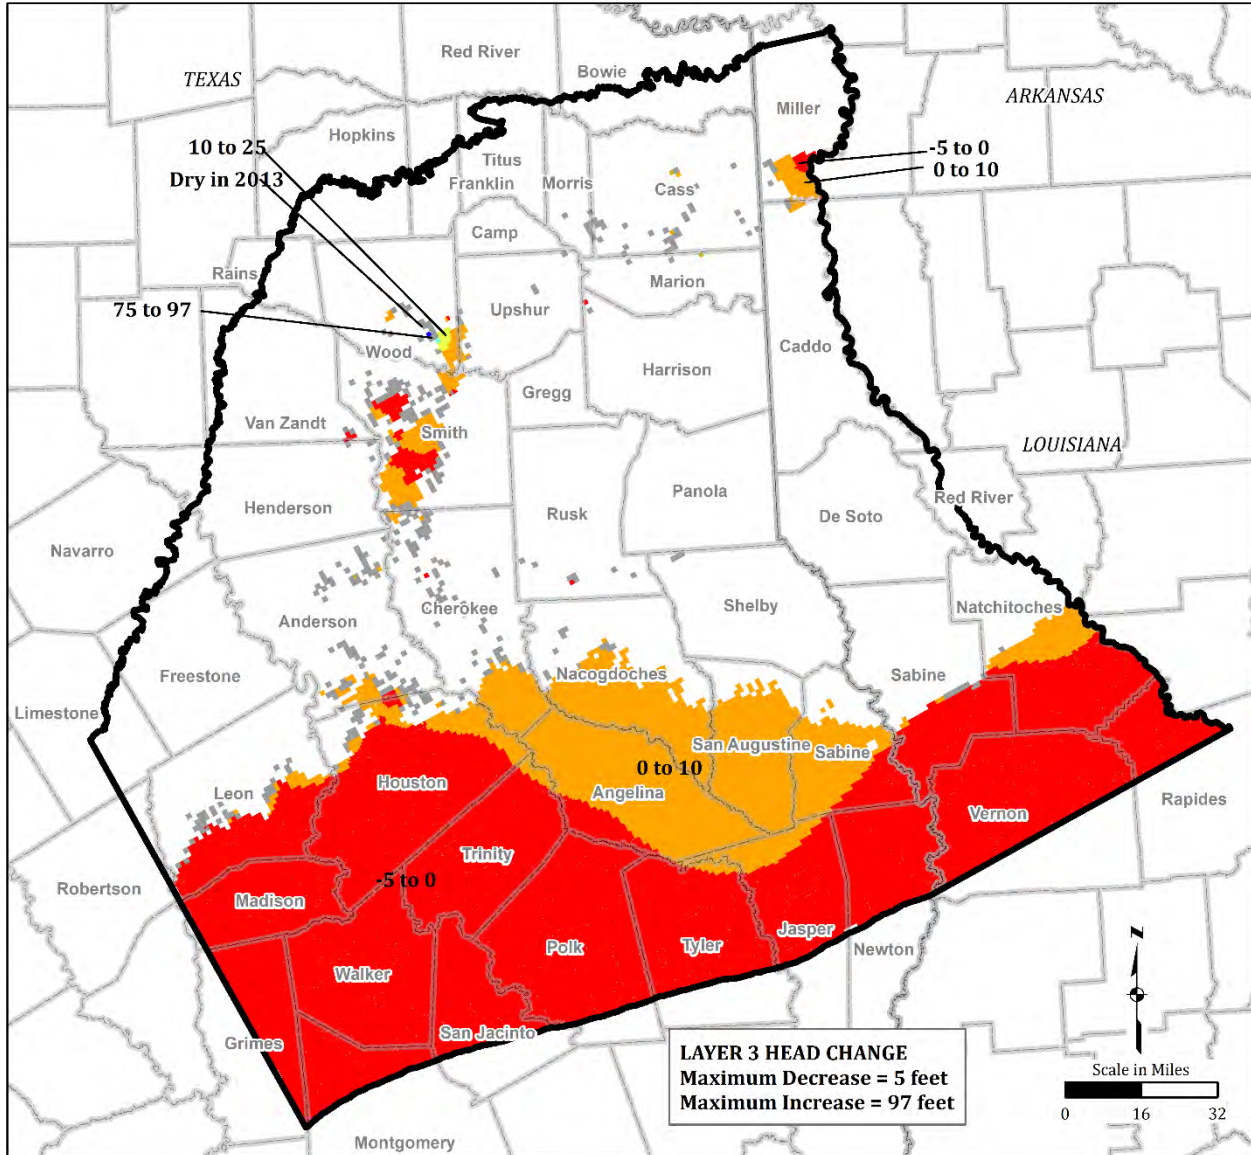 Red River
Bowie
TEXAS
ARKANSAS
Miller
Hopkins
10 to 25
-5 to 0
Titus
0 to 10
Dry in 2013
Franklin
Morris
Cass
Camp
Rains
Marion
75 to 97
Upshur
Wood
Caddo
Harrison
Gregg
Van Zandt
Smith
LOUISIANA
Panola
Red River
Henderson
Rusk
De Soto
Navarro
Shelby
Natchitoches
Cherokee
Anderson
Freestone
Nacogdoches
Sabine
Limestone
San Augustine
Sabine
0 to 10
Houston
Angelina
Leon
Rapides
Vernon
Trinity
-5 to 0
Robertson
Madison
Jasper
Polk
Tyler
Newton
Walker
N
San Jacinto
Grimes
LAYER 3 HEAD CHANGE
Maximum Decrease = 5 feet
Maximum Increase = 97 feet
Scale in Miles
0 16 32
Montgomery